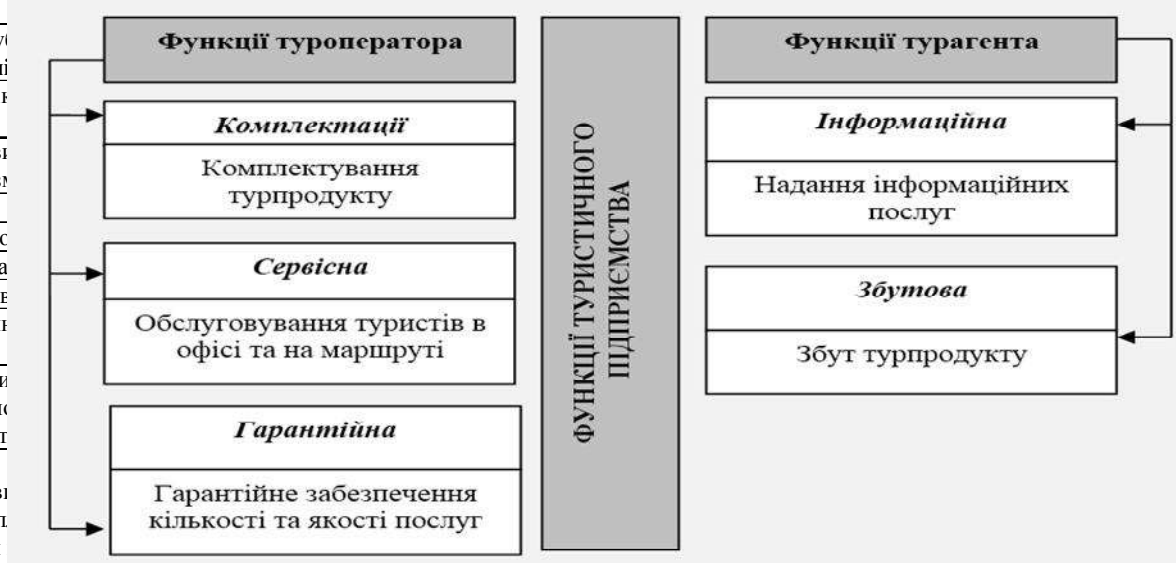 Функції туроператора
Комплектації
Комплектування
турпродукту
Сервісна
Обслуговування туристів в
офісі та на маршруті
Гарантійна
Гарантійне забезпечення
кількості та якості послуг
ФУНКЦІЇ ТУРИСТИЧНОГО
ПІДПРИЄМСТВА
Функції турагента
Інформаційна
Надання інформаційних
послуг
Збутова
Збут турпродукту